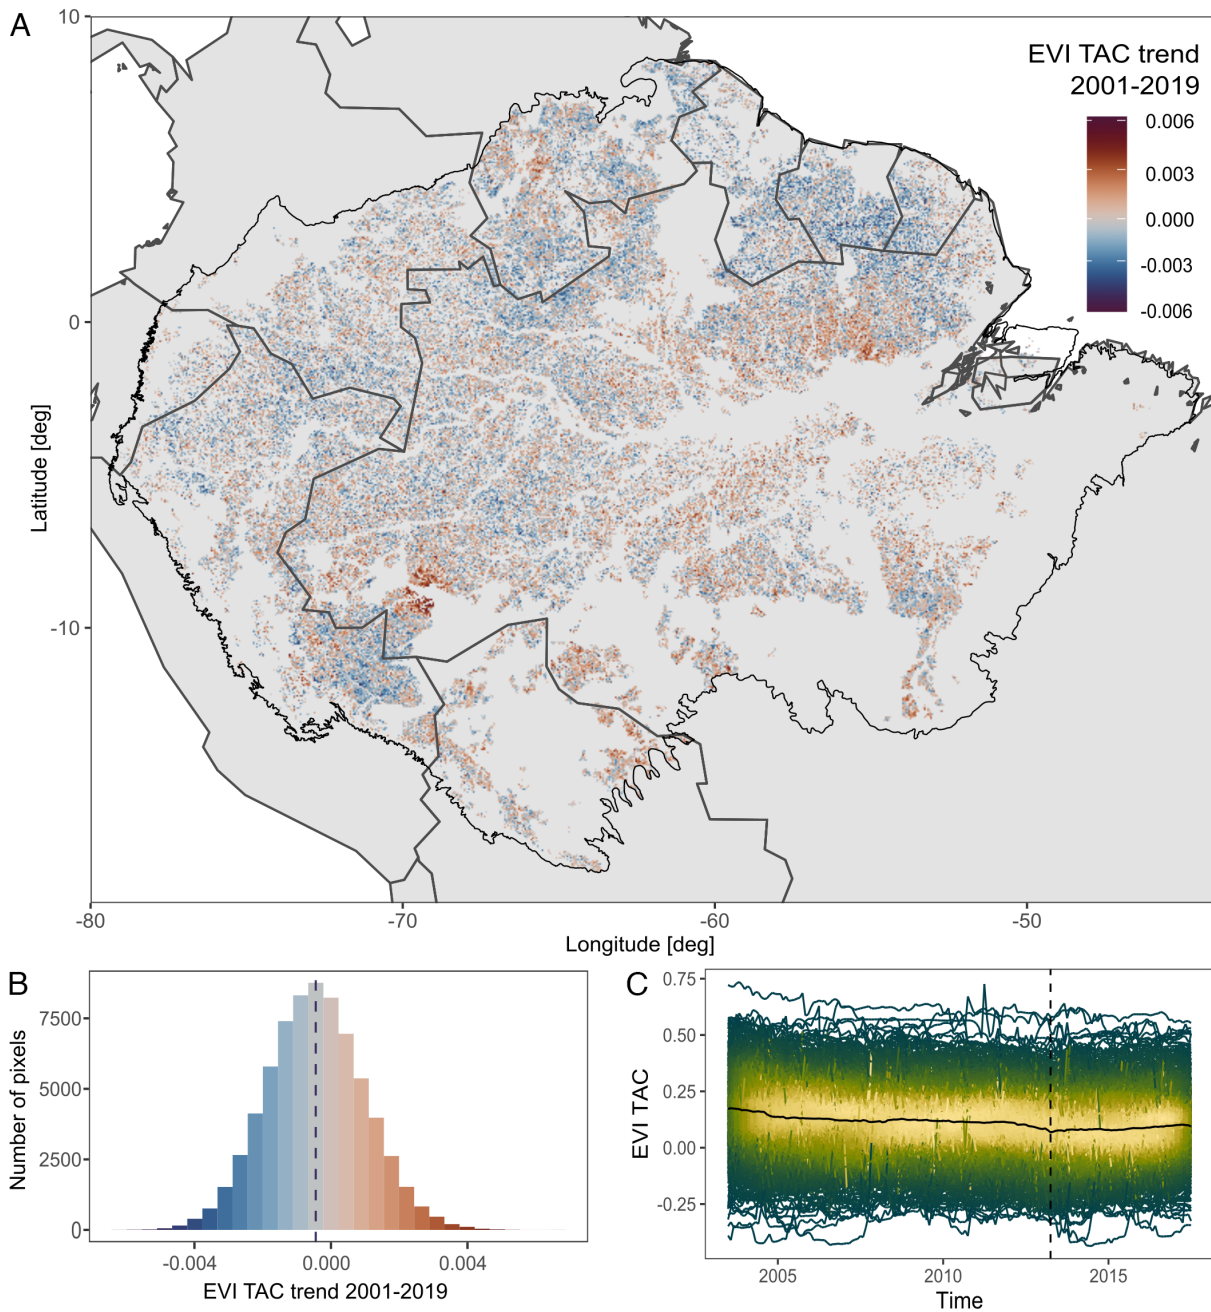 A
EVI TAC trend
2001-2019
0.006
0.003
0.000
-0.003
-0.006
10
0
-10
Latitude [deg]
-80
-70
-60
-50
Longitude [deg]
B
7500
5000
2500
0
Number of pixels
-0.004
0.000
0.004
EVI TAC trend 2001-2019
C
0.75
0.50
0.25
0.00
-0.25
EVI TAC
2005
2010
2015
Time